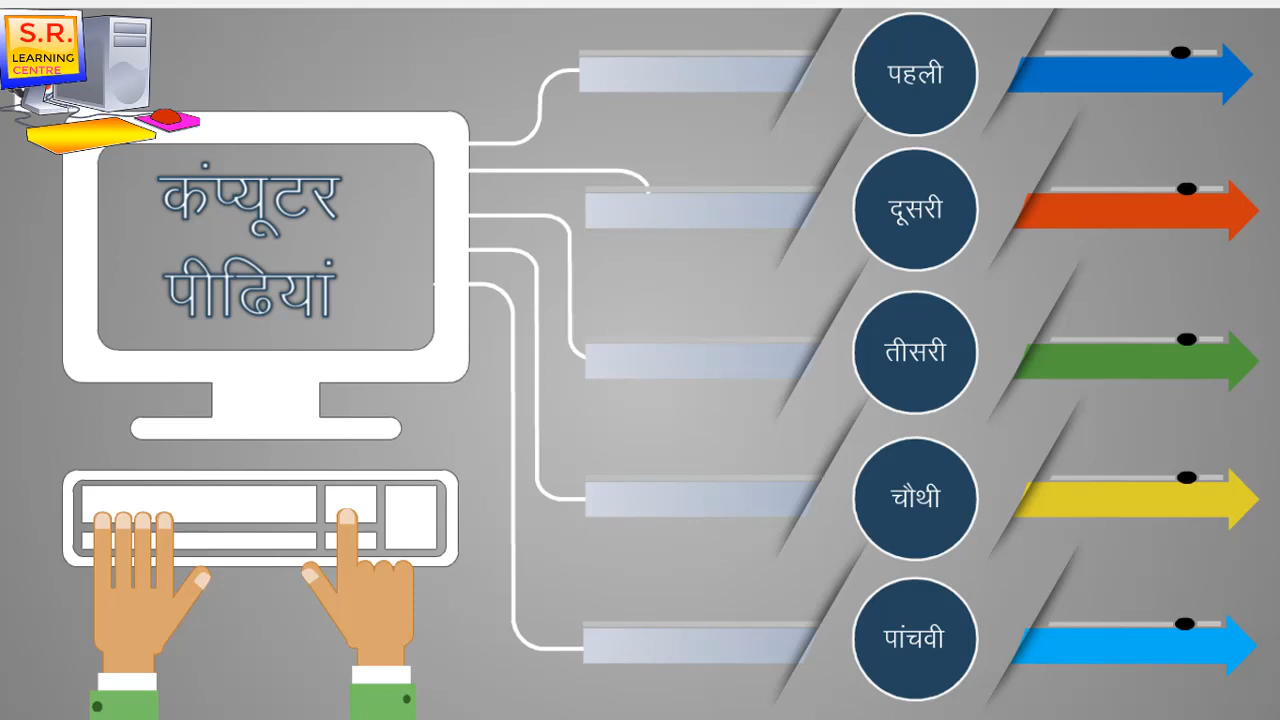 S.R.
LEARNING
CENTRE
कंप्यूटर
पीढियां
पहली
दूसरी
तीसरी
चौथी
पांचवी